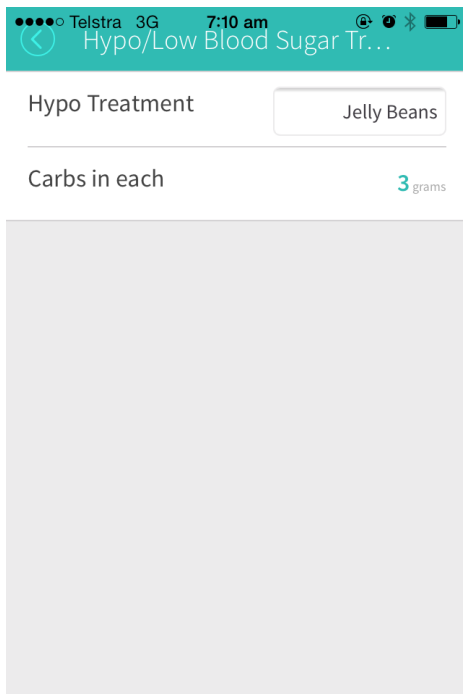 Telstra 3G 7:10 am
Hypo/Low Blood Sugar Tr...
Hypo Treatment Jelly Beans
Carbs in each 3 grams